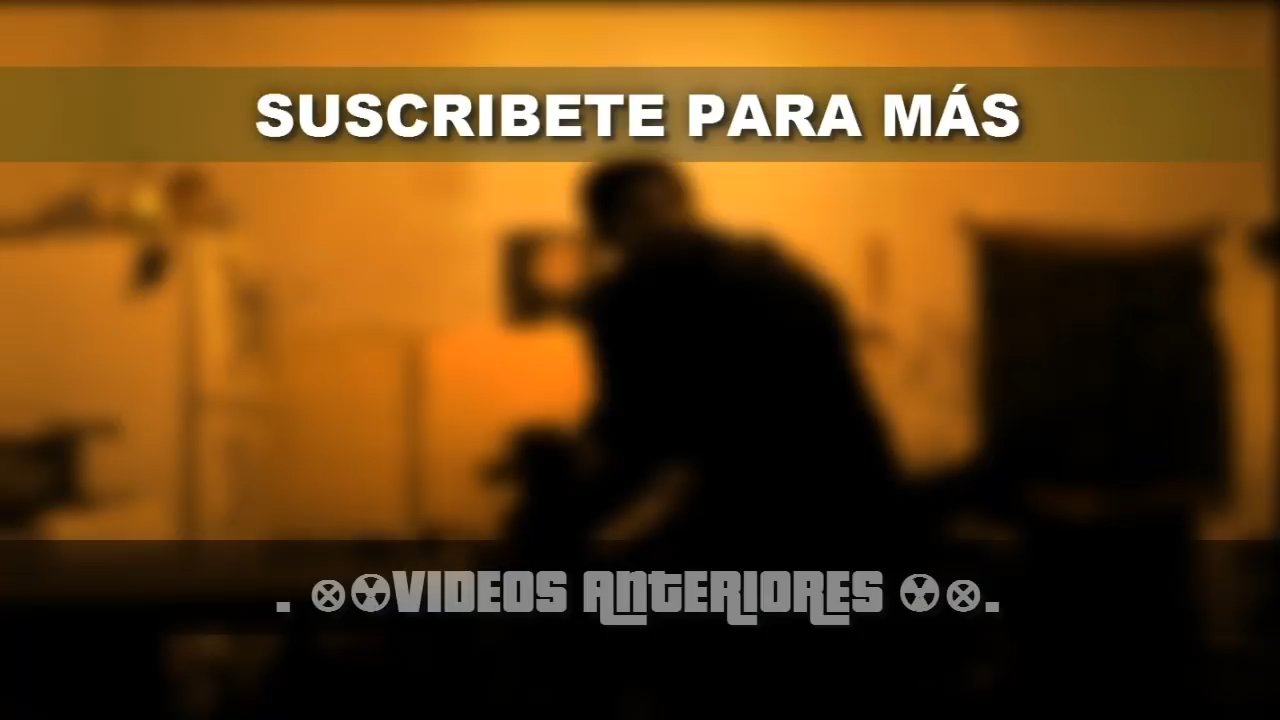 SUSCRIBETE PARA MÁS
. ⊗☢VIDEOS ANTERIORES ☢⊗.